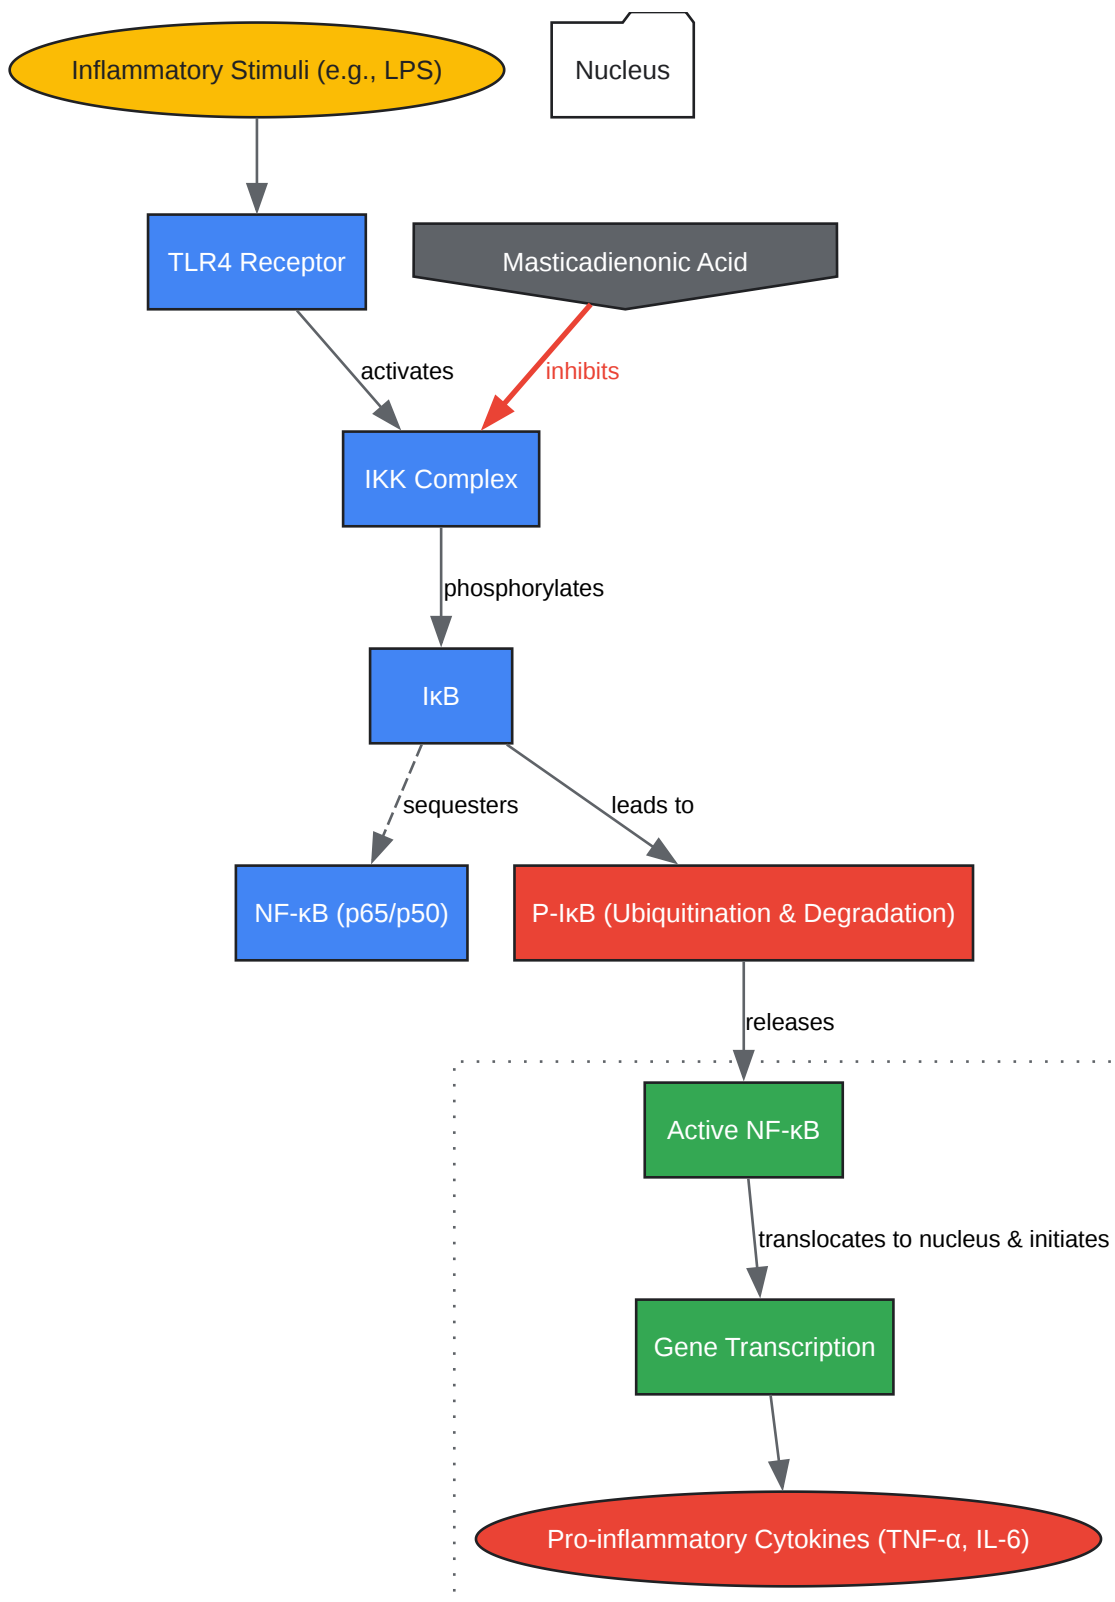 Inflammatory Stimuli (e.g., LPS)
Nucleus
TLR4 Receptor
Masticadienonic Acid
activates
inhibits
IKK Complex
phosphorylates
IκB
sequesters
leads to
NF-κB (p65/p50)
P-IκB (Ubiquitination & Degradation)
releases
Active NF-κB
translocates to nucleus & initiates
Gene Transcription
Pro-inflammatory Cytokines (TNF-α, IL-6)